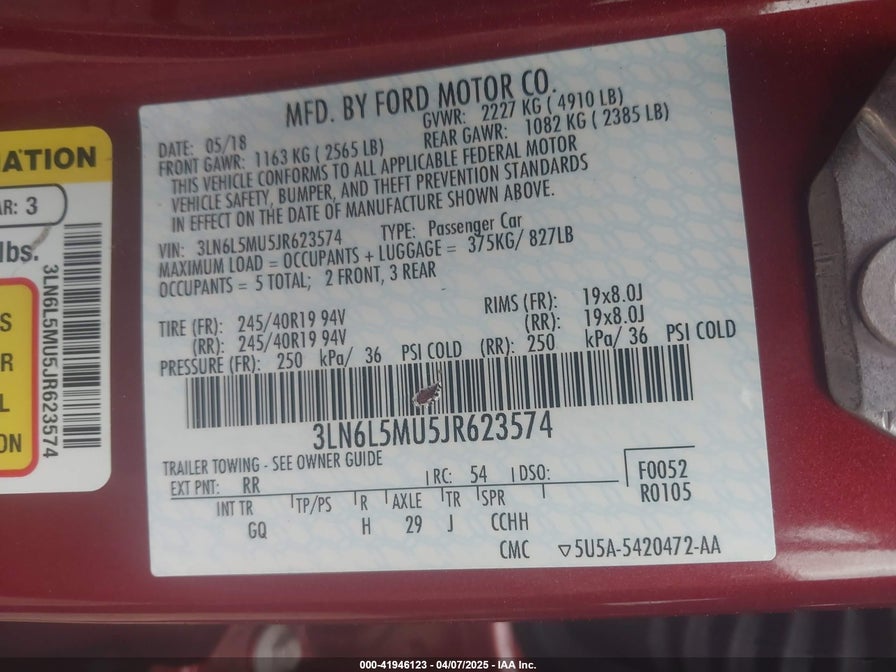 MFD. BY FORD MOTOR CO.
DATE: 05/18 GVWR: 2227 KG ( 4910 LB)
FRONT GAWR: 1163 KG ( 2565 LB) REAR GAWR: 1082 KG ( 2385 LB)
THIS VEHICLE CONFORMS TO ALL APPLICABLE FEDERAL MOTOR
VEHICLE SAFETY, BUMPER, AND THEFT PREVENTION STANDARDS
IN EFFECT ON THE DATE OF MANUFACTURE SHOWN ABOVE.
VIN: 3LN6L5MU5JR623574 TYPE: Passenger Car
MAXIMUM LOAD = OCCUPANTS + LUGGAGE = 375KG/ 827LB
OCCUPANTS = 5 TOTAL; 2 FRONT, 3 REAR
TIRE (FR): 245/40R19 94V RIMS (FR): 19x8.0J
(RR): 245/40R19 94V (RR): 19x8.0J
PRESSURE (FR): 250 kPa/ 36 PSI COLD (RR): 250 kPa/ 36 PSI COLD
3LN6L5MU5JR623574
TRAILER TOWING - SEE OWNER GUIDE
EXT PNT: RR RC: 54 DSO: F0052
R0105
INT TR TP/PS R AXLE TR SPR
GQ H 29 J CCHH
CMC 5U5A-5420472-AA
AR: 3
lbs.
3LN6L5MU5JR623574
000-41946123 - 04/07/2025 - IAA Inc.